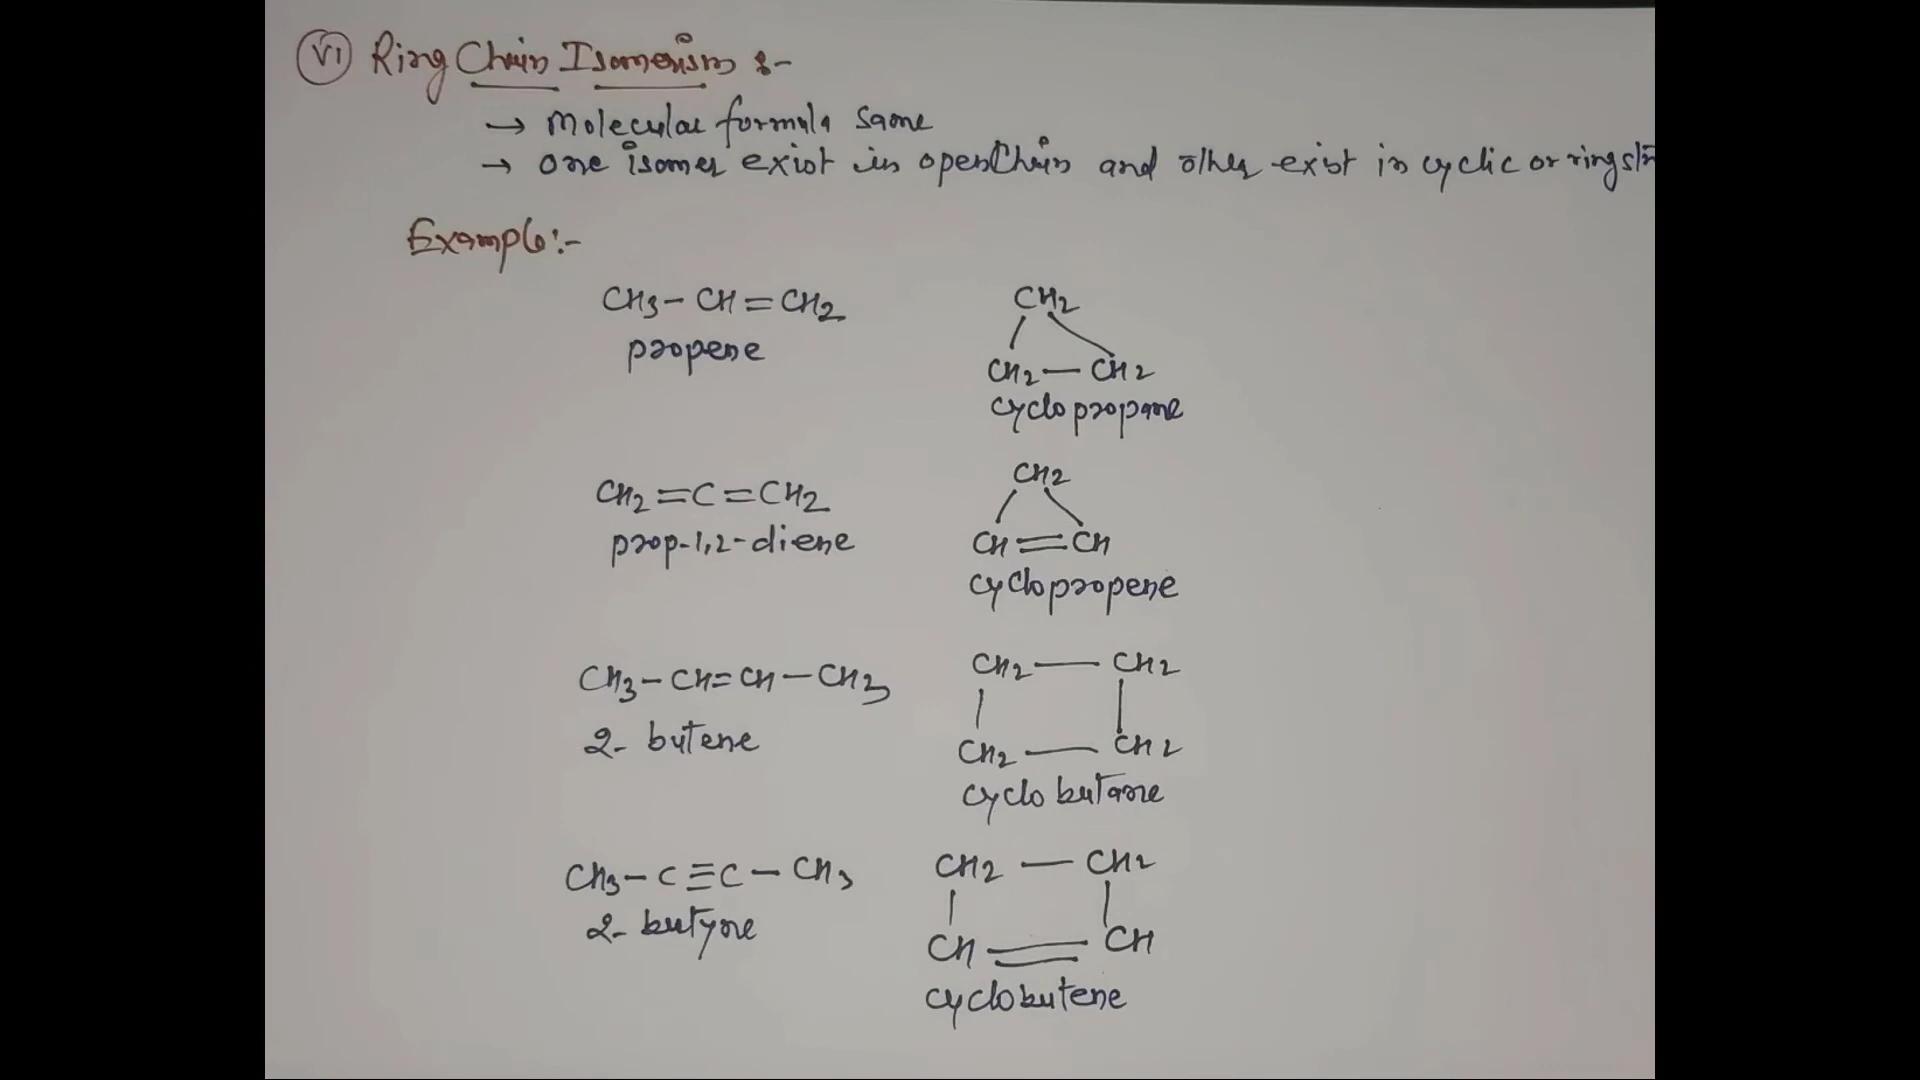 VI Ring Chain Isomerism :-
→ Molecular formula same
→ one isomer exist in openChain and other exist in cyclic or ring
Example:-
CH3-CH=CH2
propene
CH2
CH2-CH2
cyclopropane
CH2=C=CH2
prop-1,2-diene
CH2
CH=CH
cyclopropene
CH3-CH=CH-CH3
2- butene
CH2-CH2
CH2-CH2
cyclo butane
CH3-C≡C-CH3
2- butyne
CH2-CH2
CH=CH
cyclobutene